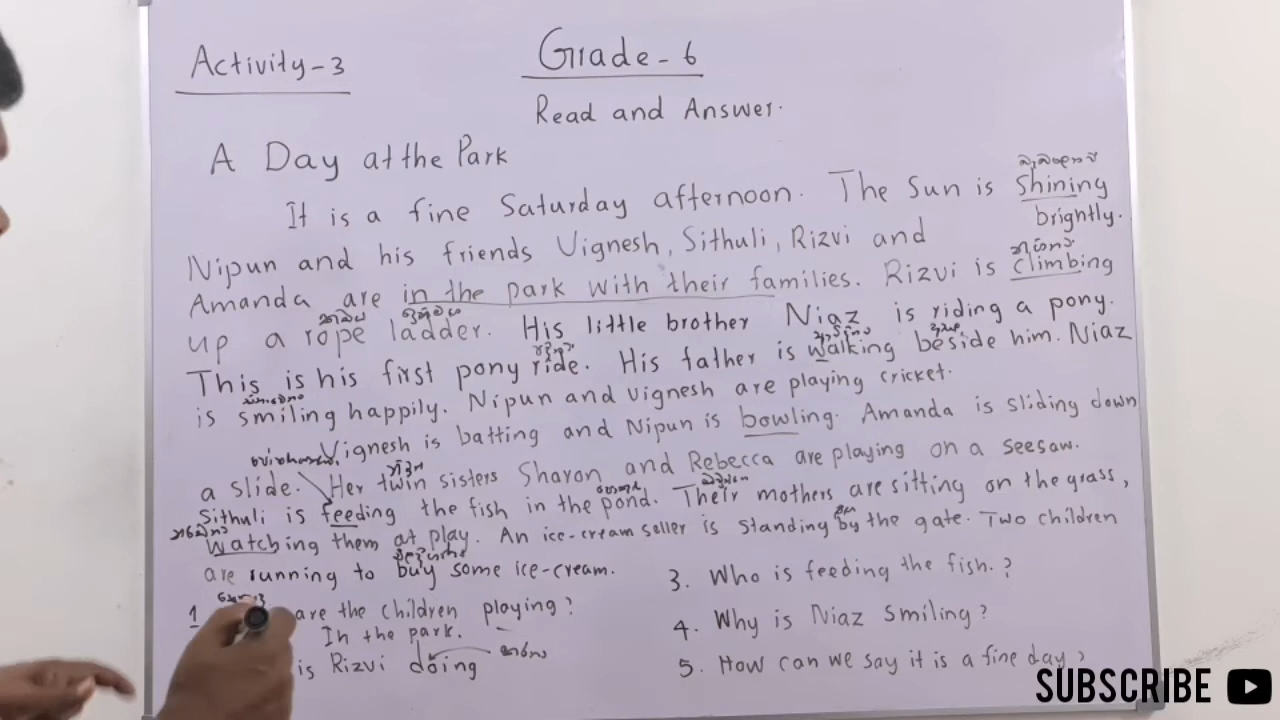 Activity-3
Grade-6
Read and Answer.
A Day at the Park
It is a fine Saturday afternoon. The Sun is Shining
brightly.
Nipun and his friends Vignesh, Sithuli, Rizvi and
Amanda are in the park with their families. Rizvi is climbing
up a rope ladder. His little brother Niaz is riding a pony.
This is his first pony ride. His father is walking beside him. Niaz
is smiling happily. Nipun and vignesh are playing cricket.
Vignesh is batting and Nipun is bowling. Amanda is sliding down
a slide. Her twin sisters Sharon and Rebecca are playing on a seesaw.
Sithuli is feeding the fish in the pond. Their mothers are sitting on the grass,
watching them at play. An ice-cream seller is standing by the gate. Two children
are running to buy some ice-cream.
1 are the children playing?
In the park.
is Rizvi doing
3. Who is feeding the fish.?
4. Why is Niaz smiling?
5. How can we say it is a fine day?
SUBSCRIBE